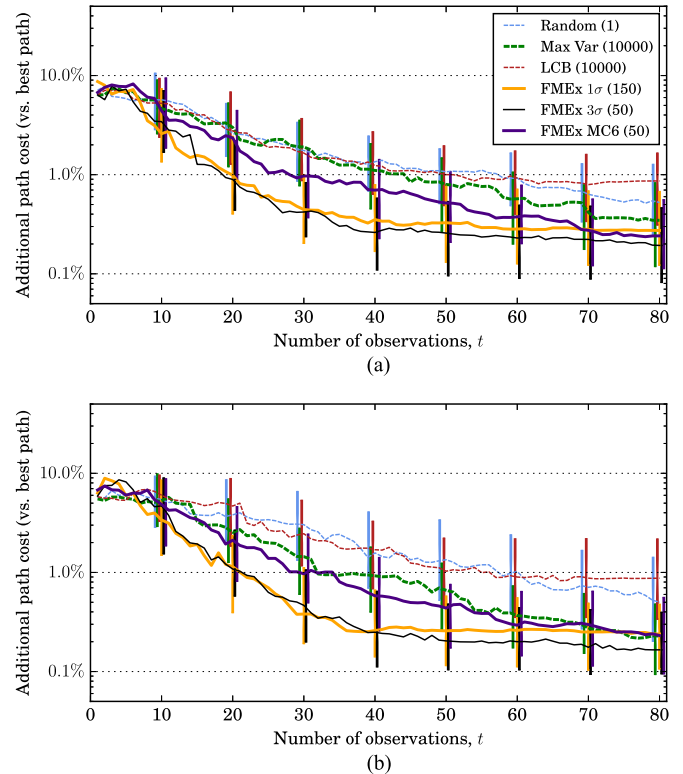 Random (1)
Max Var (10000)
LCB (10000)
FMEx 1σ (150)
FMEx 3σ (50)
FMEx MC6 (50)
Additional path cost (vs. best path)
10.0%
1.0%
0.1%
0 10 20 30 40 50 60 70 80
Number of observations, t
(a)
Additional path cost (vs. best path)
10.0%
1.0%
0.1%
0 10 20 30 40 50 60 70 80
Number of observations, t
(b)